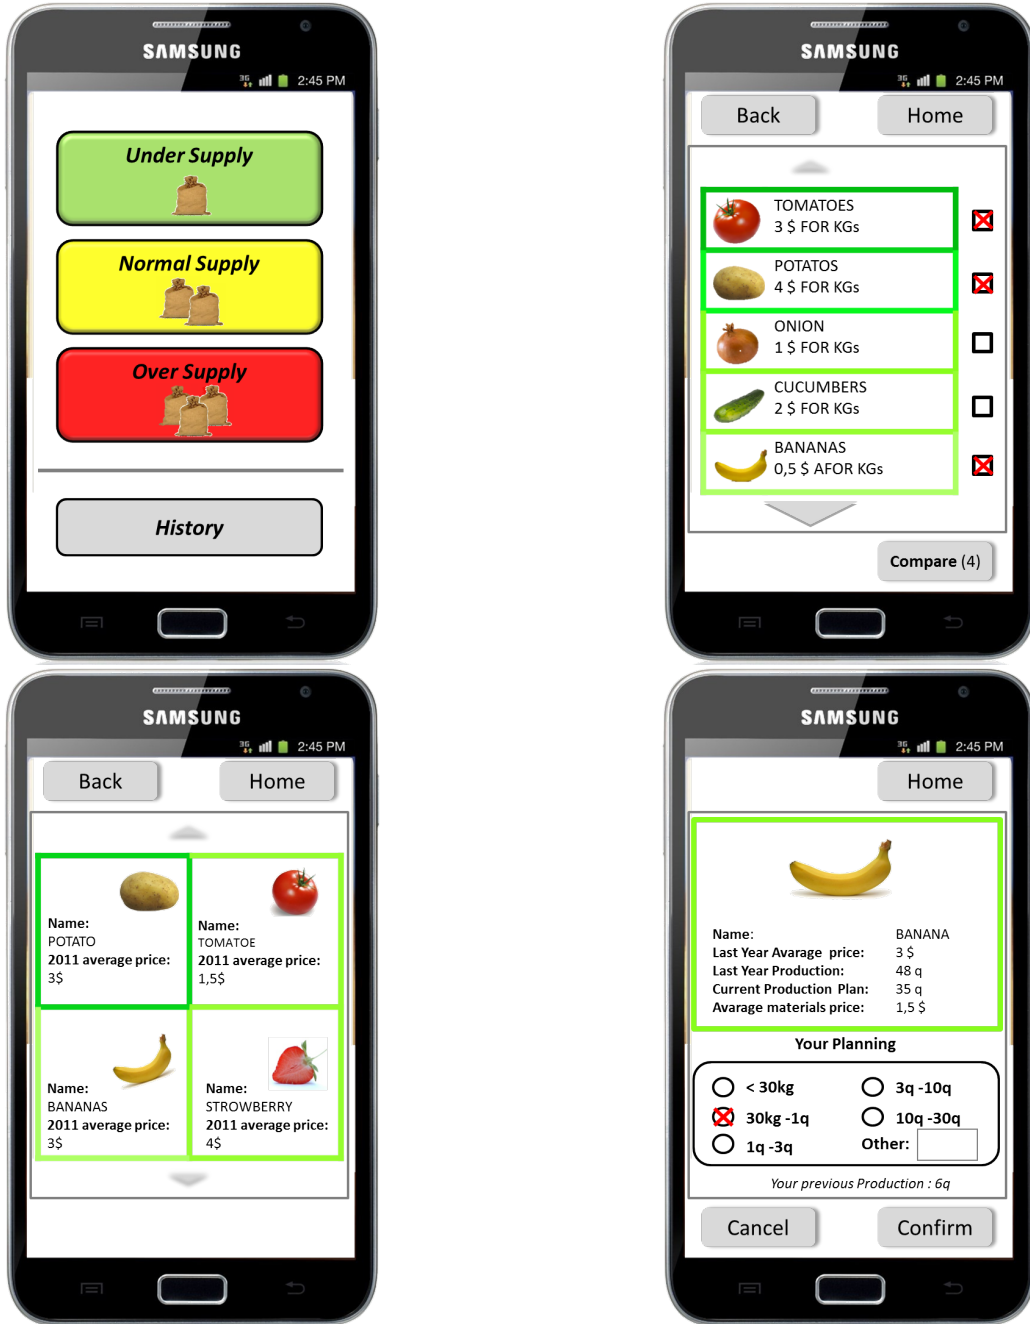 SAMSUNG
3G 2:45 PM
Under Supply
Normal Supply
Over Supply
History
SAMSUNG
3G 2:45 PM
Back Home
TOMATOES
3 $ FOR KGs
POTATOS
4 $ FOR KGs
ONION
1 $ FOR KGs
CUCUMBERS
2 $ FOR KGs
BANANAS
0,5 $ AFOR KGs
Compare (4)
SAMSUNG
3G 2:45 PM
Back Home
Name:
POTATO
2011 average price:
3$
Name:
TOMATOE
2011 average price:
1,5$
Name:
BANANAS
2011 average price:
3$
Name:
STROWBERRY
2011 average price:
4$
SAMSUNG
3G 2:45 PM
Home
Name: BANANA
Last Year Avarage price: 3 $
Last Year Production: 48 q
Current Production Plan: 35 q
Avarage materials price: 1,5 $
Your Planning
< 30kg 3q -10q
30kg -1q 10q -30q
1q -3q Other:
Your previous Production : 6q
Cancel Confirm